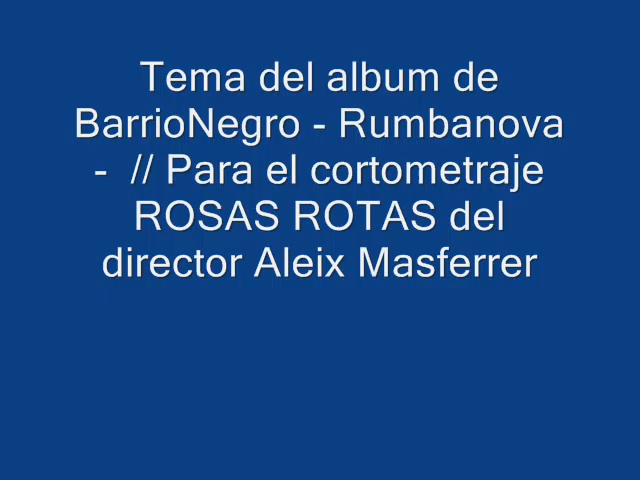 Tema del album de
BarrioNegro - Rumbanova
-  // Para el cortometraje
ROSAS ROTAS del
director Aleix Masferrer